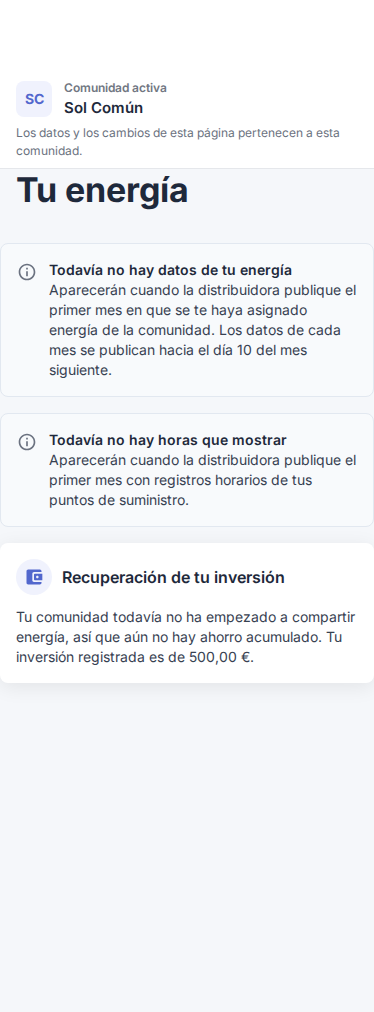 SC
Comunidad activa
Sol Común
Los datos y los cambios de esta página pertenecen a esta
comunidad.
Tu energía
Todavía no hay datos de tu energía
Aparecerán cuando la distribuidora publique el
primer mes en que se te haya asignado
energía de la comunidad. Los datos de cada
mes se publican hacia el día 10 del mes
siguiente.
Todavía no hay horas que mostrar
Aparecerán cuando la distribuidora publique el
primer mes con registros horarios de tus
puntos de suministro.
Recuperación de tu inversión
Tu comunidad todavía no ha empezado a compartir
energía, así que aún no hay ahorro acumulado. Tu
inversión registrada es de 500,00 €.